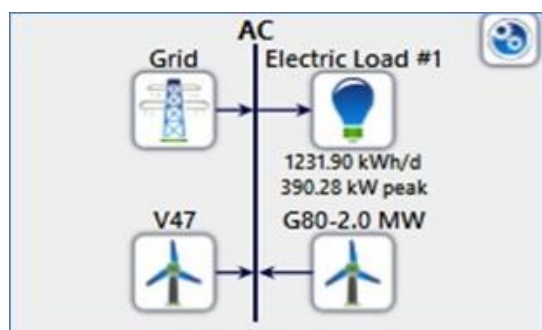 AC
Grid
Electric Load #1
1231.90 kWh/d
390.28 kW peak
V47
G80-2.0 MW